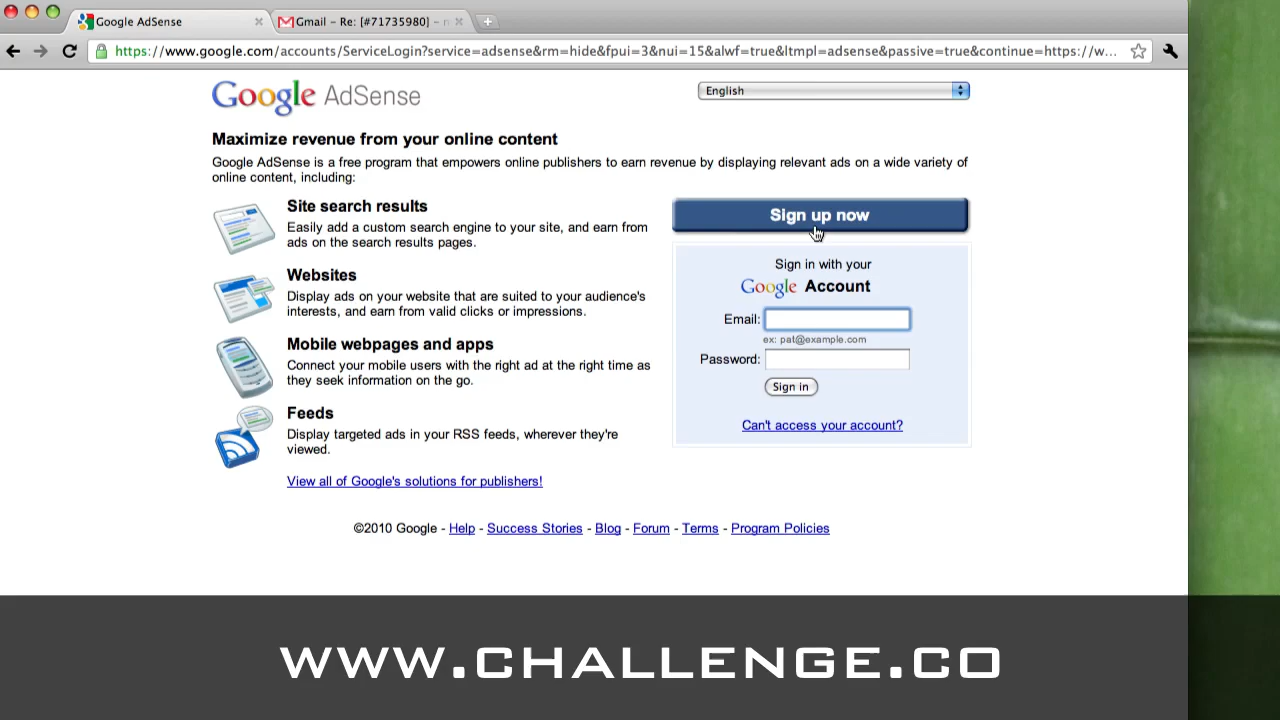 Google AdSense
Gmail - Re: [#71735980] - n
https://www.google.com/accounts/ServiceLogin?service=adsense&rm=hide&fpui=3&nui=15&alwf=true&ltmpl=adsense&passive=true&continue=https://w...
Google AdSense
English
Maximize revenue from your online content
Google AdSense is a free program that empowers online publishers to earn revenue by displaying relevant ads on a wide variety of
online content, including:
Site search results
Easily add a custom search engine to your site, and earn from
ads on the search results pages.
Websites
Display ads on your website that are suited to your audience's
interests, and earn from valid clicks or impressions.
Mobile webpages and apps
Connect your mobile users with the right ad at the right time as
they seek information on the go.
Feeds
Display targeted ads in your RSS feeds, wherever they're
viewed.
View all of Google's solutions for publishers!
Sign up now
Sign in with your
Google Account
Email:
ex: pat@example.com
Password:
Sign in
Can't access your account?
©2010 Google - Help - Success Stories - Blog - Forum - Terms - Program Policies
WWW.CHALLENGE.CO